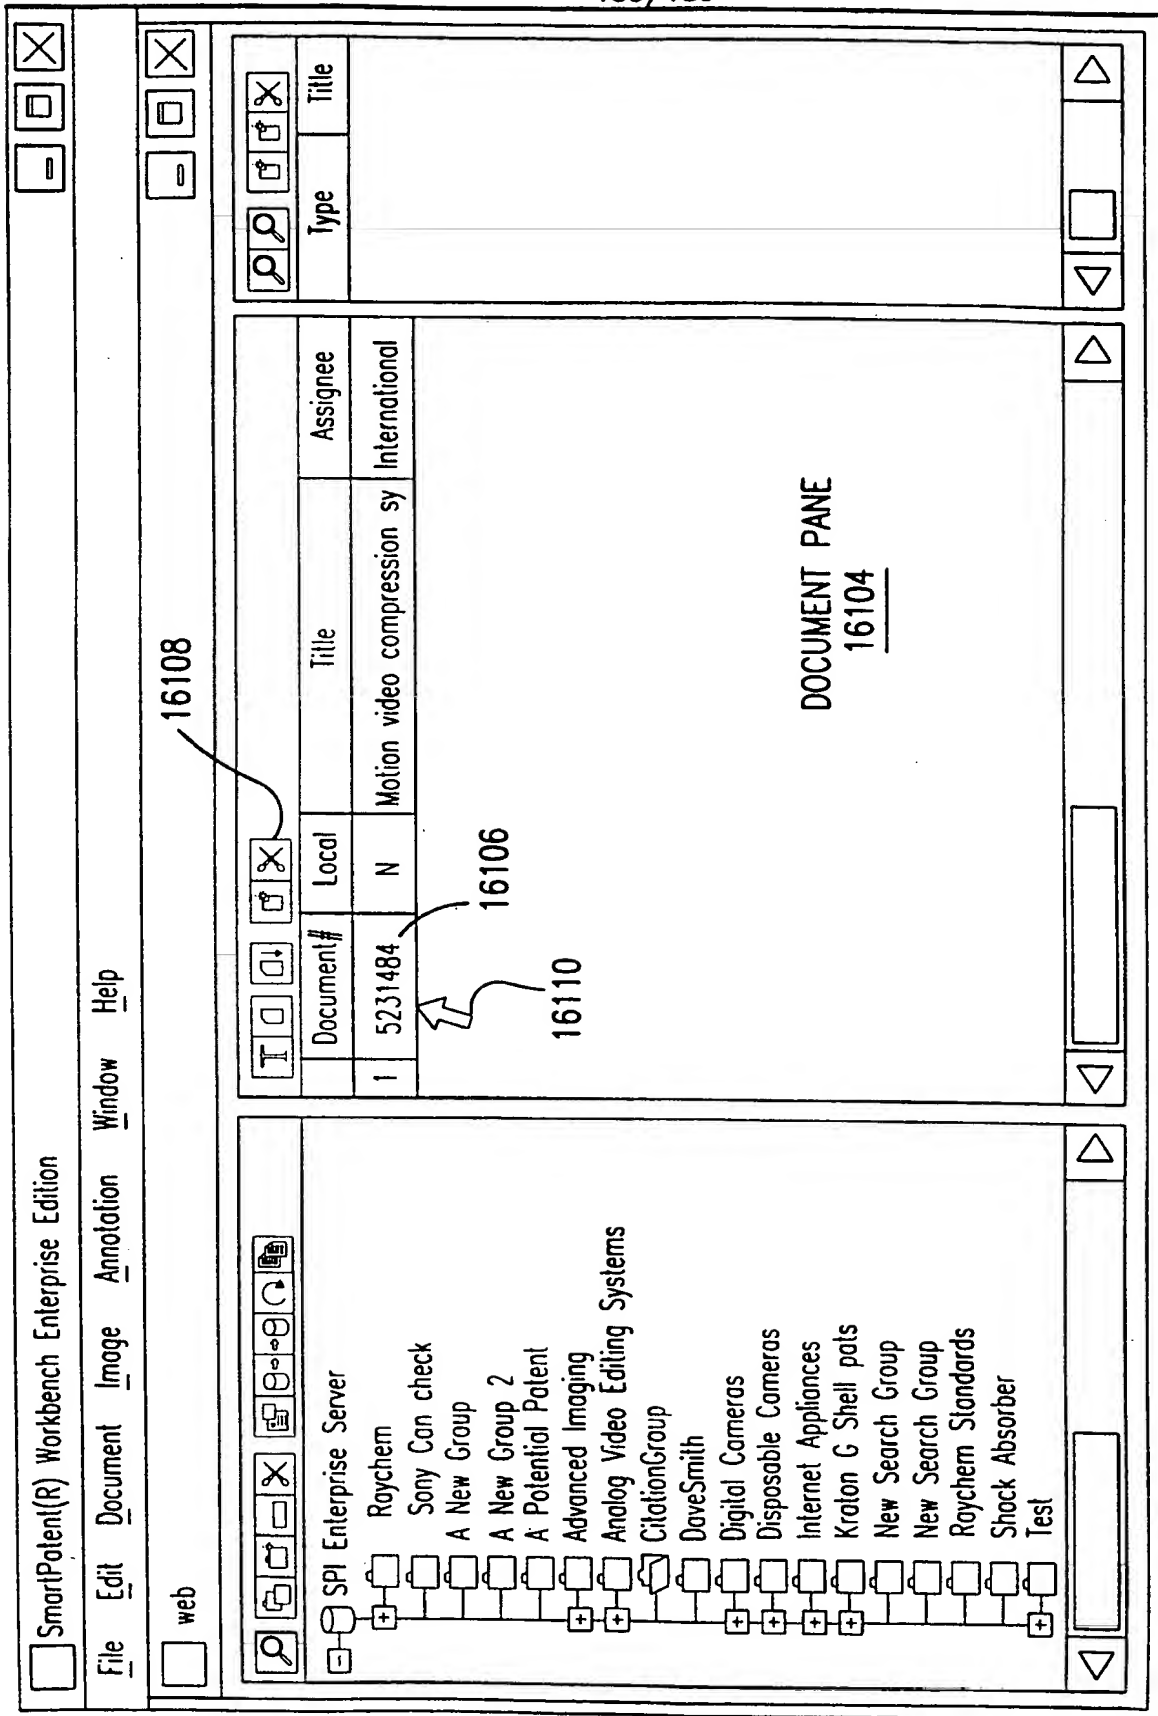 SmartPatent(R) Workbench Enterprise Edition
File Edit Document Image Annotation Window Help
web
SPI Enterprise Server
Raychem
Sony Can check
A New Group
A New Group 2
A Potential Patent
Advanced Imaging
Analog Video Editing Systems
CitationGroup
DaveSmith
Digital Cameras
Disposable Cameras
Internet Appliances
Kraton G Shell pats
New Search Group
New Search Group
Raychem Standards
Shock Absorber
Test
16108
Document# Local Title Assignee
1 5231484 N Motion video compression sy International
16106
16110
DOCUMENT PANE
16104
Type Title